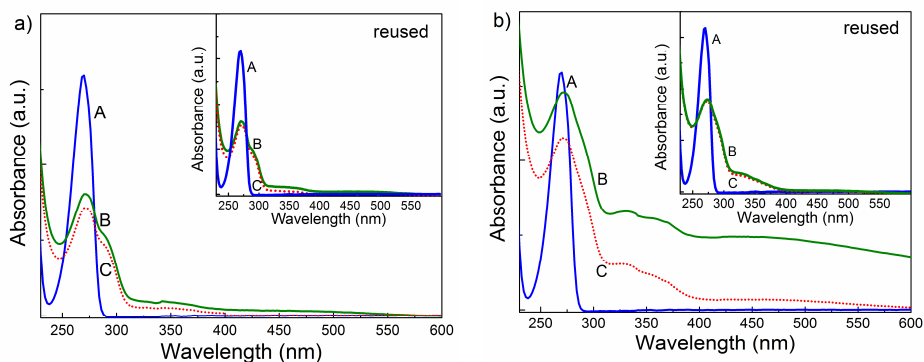 a)
reused
A
B
C
Absorbance (a.u.)
250 300 350 400 450 500 550
Wavelength (nm)
A
B
C
Absorbance (a.u.)
250 300 350 400 450 500 550 600
Wavelength (nm)
b)
reused
A
B
C
Absorbance (a.u.)
250 300 350 400 450 500 550
Wavelength (nm)
A
B
C
Absorbance (a.u.)
250 300 350 400 450 500 550 600
Wavelength (nm)